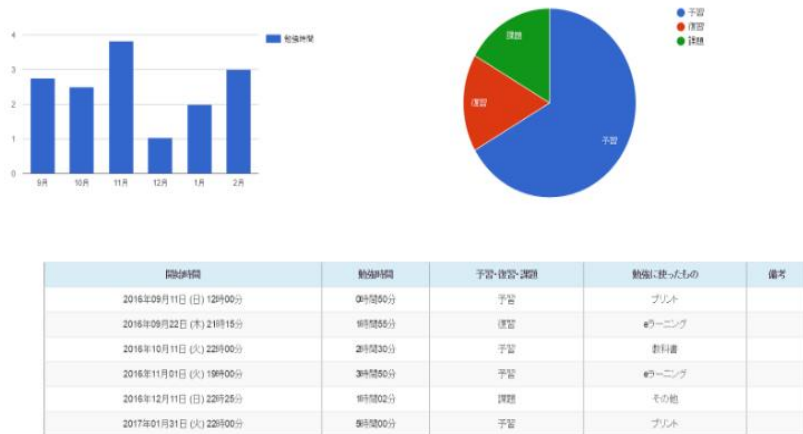 4
3
2
1
0
9月 10月 11月 12月 1月 2月
勉強時間
課題
復習
予習
予習
復習
課題
開始時間 勉強時間 予習・復習・課題 勉強に使ったもの 備考
2016年09月11日 (日) 12時00分 0時間50分 予習 プリント
2016年09月22日 (木) 21時15分 1時間55分 復習 eラーニング
2016年10月11日 (火) 22時00分 2時間30分 予習 教科書
2016年11月01日 (火) 19時00分 3時間50分 予習 eラーニング
2016年12月11日 (日) 22時25分 1時間02分 課題 その他
2017年01月31日 (火) 22時00分 5時間00分 予習 プリント